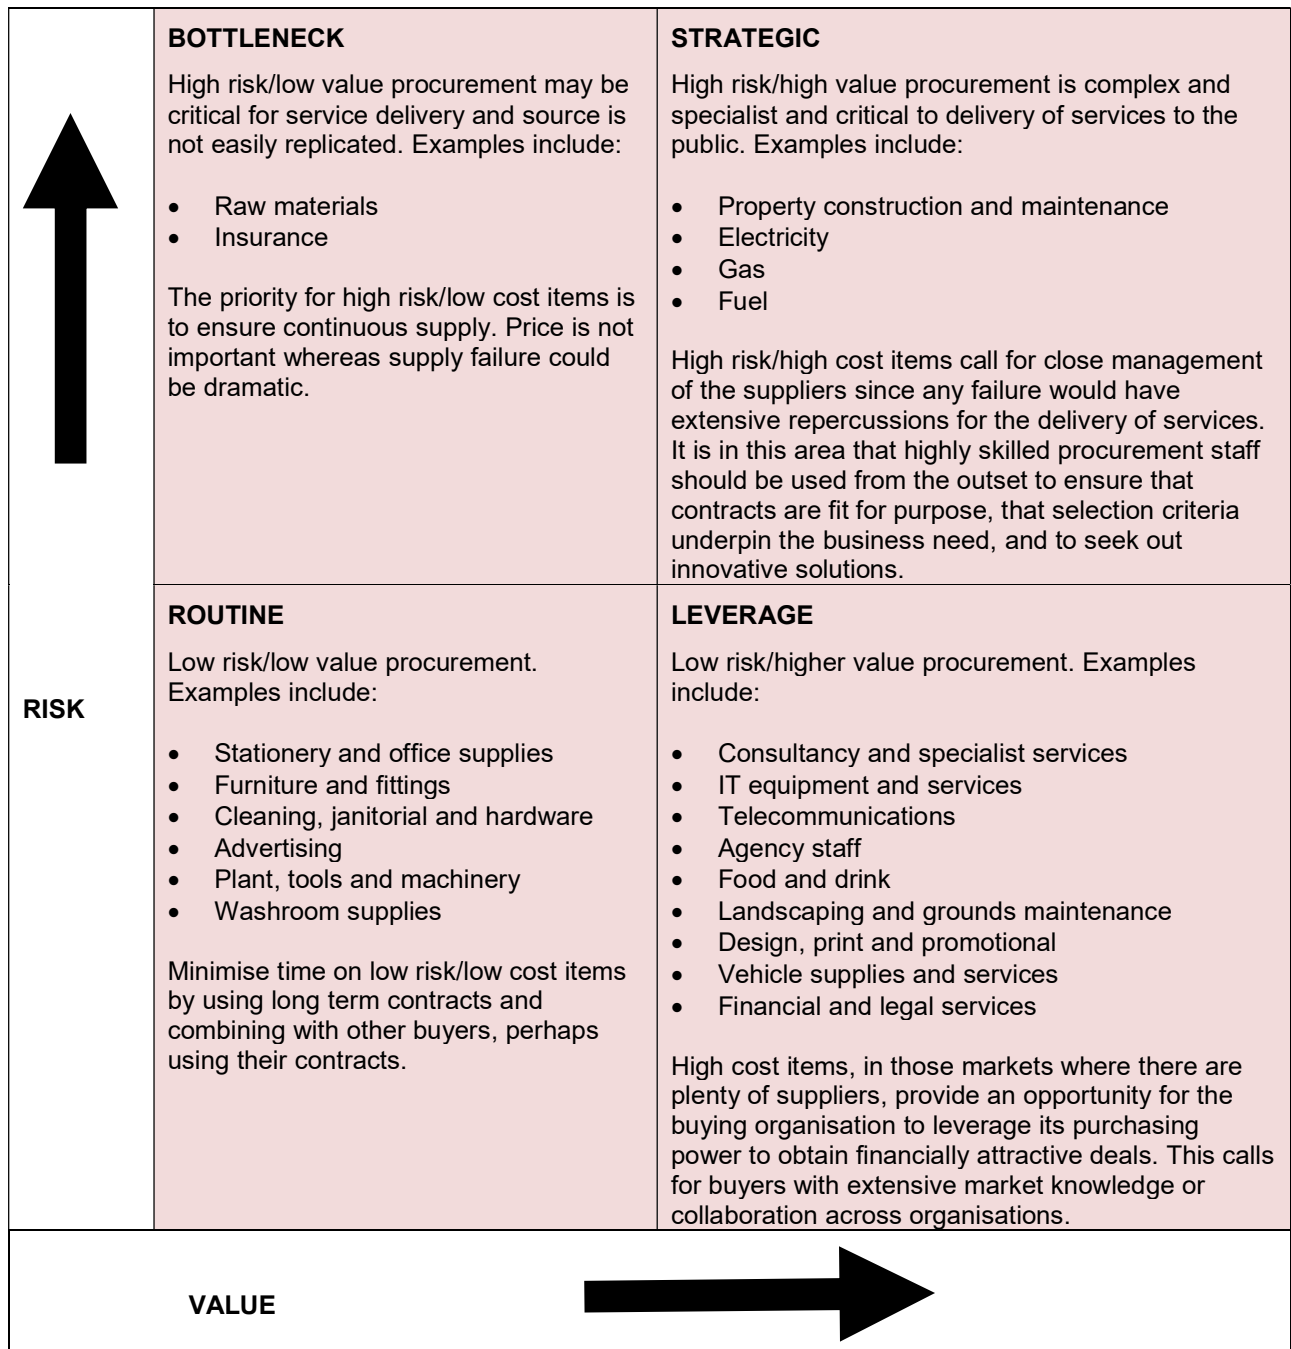 BOTTLENECK
High risk/low value procurement may be
critical for service delivery and source is
not easily replicated. Examples include:
• Raw materials
• Insurance
The priority for high risk/low cost items is
to ensure continuous supply. Price is not
important whereas supply failure could
be dramatic.
STRATEGIC
High risk/high value procurement is complex and
specialist and critical to delivery of services to the
public. Examples include:
• Property construction and maintenance
• Electricity
• Gas
• Fuel
High risk/high cost items call for close management
of the suppliers since any failure would have
extensive repercussions for the delivery of services.
It is in this area that highly skilled procurement staff
should be used from the outset to ensure that
contracts are fit for purpose, that selection criteria
underpin the business need, and to seek out
innovative solutions.
RISK
ROUTINE
Low risk/low value procurement.
Examples include:
• Stationery and office supplies
• Furniture and fittings
• Cleaning, janitorial and hardware
• Advertising
• Plant, tools and machinery
• Washroom supplies
Minimise time on low risk/low cost items
by using long term contracts and
combining with other buyers, perhaps
using their contracts.
LEVERAGE
Low risk/higher value procurement. Examples
include:
• Consultancy and specialist services
• IT equipment and services
• Telecommunications
• Agency staff
• Food and drink
• Landscaping and grounds maintenance
• Design, print and promotional
• Vehicle supplies and services
• Financial and legal services
High cost items, in those markets where there are
plenty of suppliers, provide an opportunity for the
buying organisation to leverage its purchasing
power to obtain financially attractive deals. This calls
for buyers with extensive market knowledge or
collaboration across organisations.
VALUE